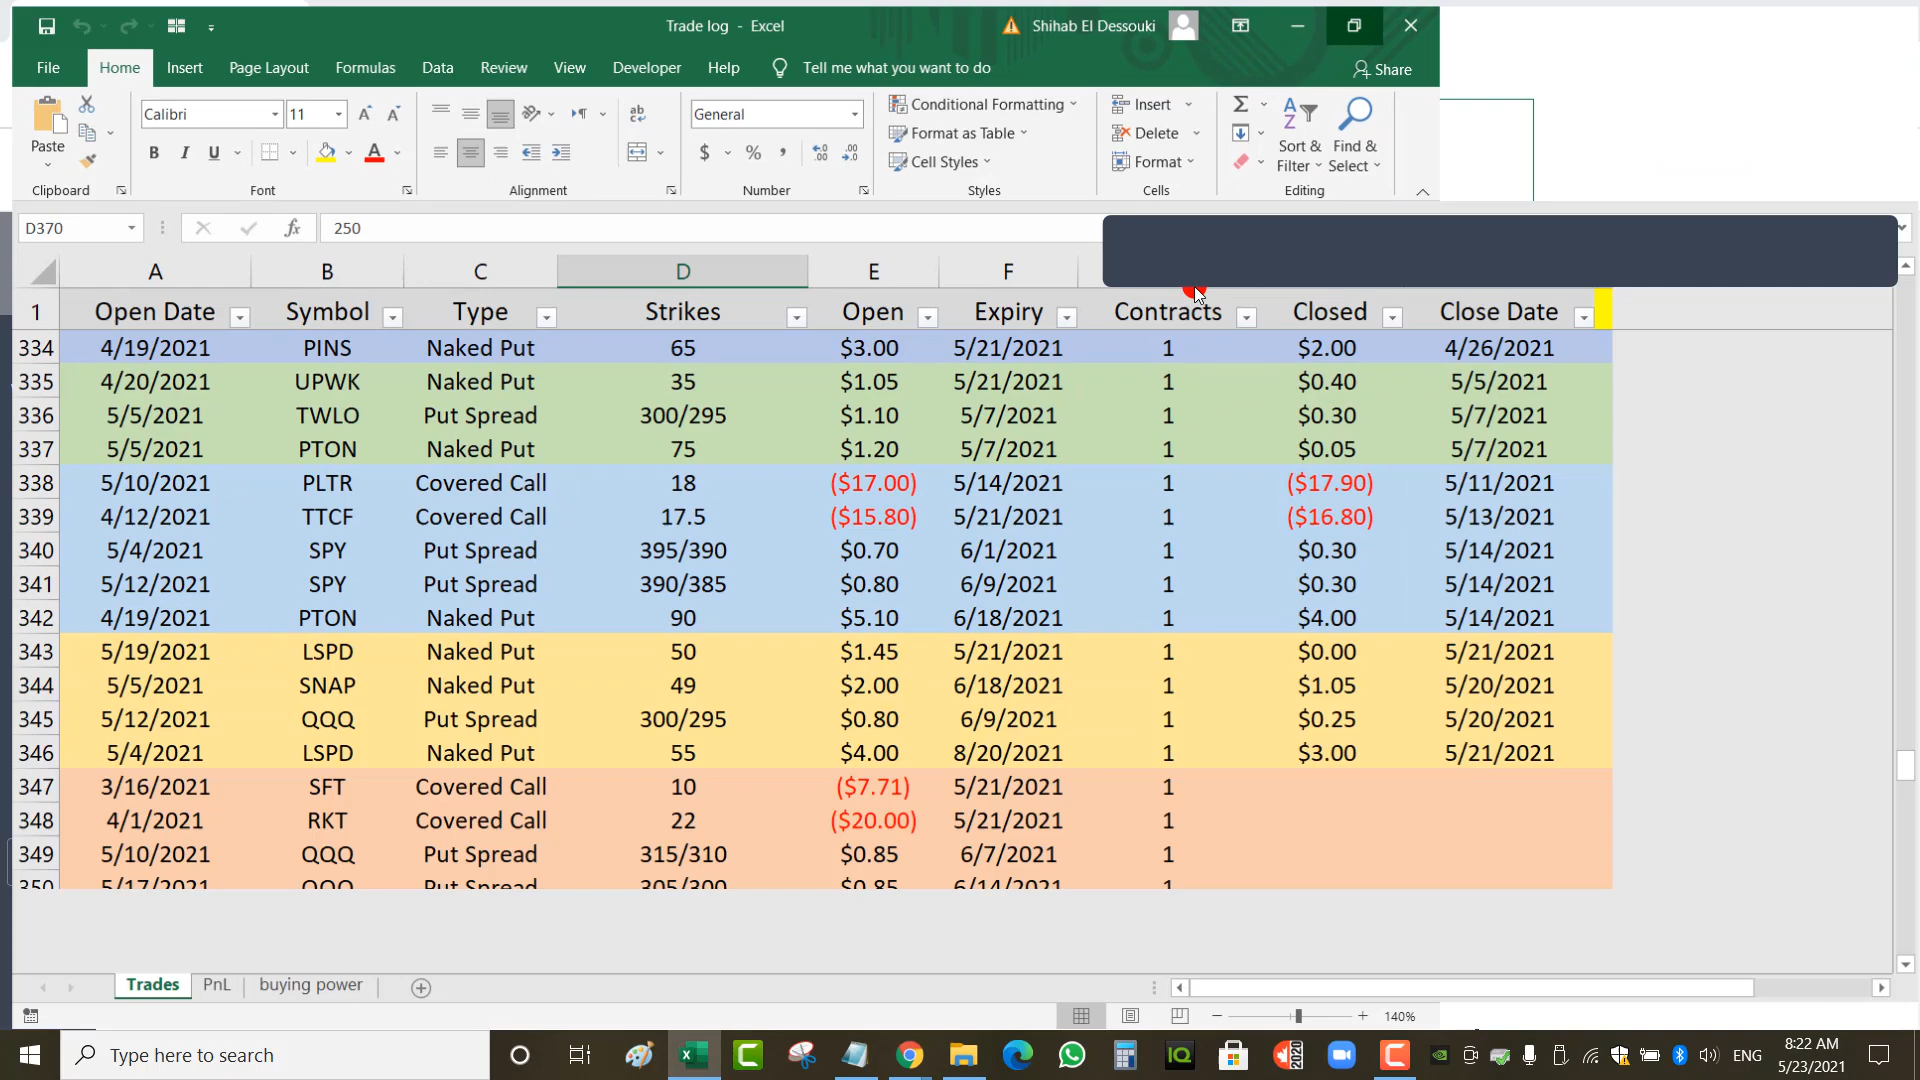 Trade log - Excel
Shihab El Dessouki
File Home Insert Page Layout Formulas Data Review View Developer Help Tell me what you want to do Share
Calibri 11 General
Conditional Formatting
Format as Table
Cell Styles
Insert
Delete
Format
Paste
B I U
$ % ,
Sort & Filter
Find & Select
Clipboard Font Alignment Number Styles Cells Editing
D370 fx 250
A B C D E F
1 Open Date Symbol Type Strikes Open Expiry Contracts Closed Close Date
334 4/19/2021 PINS Naked Put 65 $3.00 5/21/2021 1 $2.00 4/26/2021
335 4/20/2021 UPWK Naked Put 35 $1.05 5/21/2021 1 $0.40 5/5/2021
336 5/5/2021 TWLO Put Spread 300/295 $1.10 5/7/2021 1 $0.30 5/7/2021
337 5/5/2021 PTON Naked Put 75 $1.20 5/7/2021 1 $0.05 5/7/2021
338 5/10/2021 PLTR Covered Call 18 ($17.00) 5/14/2021 1 ($17.90) 5/11/2021
339 4/12/2021 TTCF Covered Call 17.5 ($15.80) 5/21/2021 1 ($16.80) 5/13/2021
340 5/4/2021 SPY Put Spread 395/390 $0.70 6/1/2021 1 $0.30 5/14/2021
341 5/12/2021 SPY Put Spread 390/385 $0.80 6/9/2021 1 $0.30 5/14/2021
342 4/19/2021 PTON Naked Put 90 $5.10 6/18/2021 1 $4.00 5/14/2021
343 5/19/2021 LSPD Naked Put 50 $1.45 5/21/2021 1 $0.00 5/21/2021
344 5/5/2021 SNAP Naked Put 49 $2.00 6/18/2021 1 $1.05 5/20/2021
345 5/12/2021 QQQ Put Spread 300/295 $0.80 6/9/2021 1 $0.25 5/20/2021
346 5/4/2021 LSPD Naked Put 55 $4.00 8/20/2021 1 $3.00 5/21/2021
347 3/16/2021 SFT Covered Call 10 ($7.71) 5/21/2021 1
348 4/1/2021 RKT Covered Call 22 ($20.00) 5/21/2021 1
349 5/10/2021 QQQ Put Spread 315/310 $0.85 6/7/2021 1
350 5/17/2021 QQQ Put Spread 305/300 $0.85 6/14/2021 1
Trades PnL buying power
140%
Type here to search
ENG
8:22 AM
5/23/2021